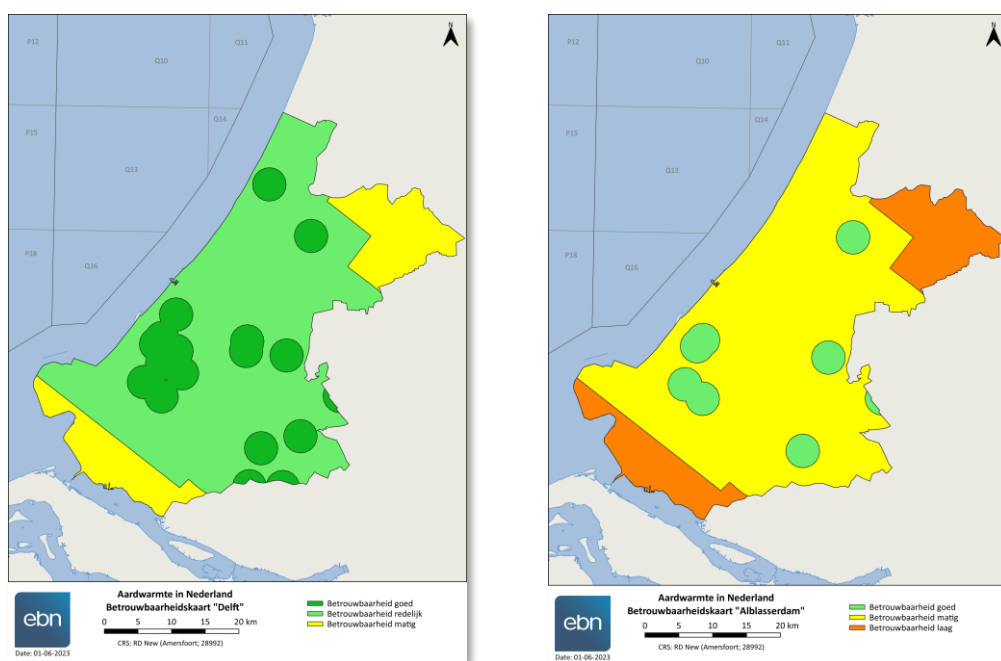 N
P12
Q11
Q10
Q14
P15
Q13
P18
Q16
ebn
Date: 01-06-2023
Aardwarmte in Nederland
Betrouwbaarheidskaart "Delft"
0 5 10 15 20 km
CRS: RD New (Amersfoort; 28992)
Betrouwbaarheid goed
Betrouwbaarheid redelijk
Betrouwbaarheid matig
N
P12
Q11
Q10
Q14
P15
Q13
P18
Q16
ebn
Date: 01-06-2023
Aardwarmte in Nederland
Betrouwbaarheidskaart "Alblasserdam"
0 5 10 15 20 km
CRS: RD New (Amersfoort; 28992)
Betrouwbaarheid goed
Betrouwbaarheid matig
Betrouwbaarheid laag